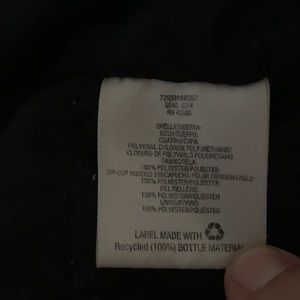 SHELL/CUBIERTA:
BODY/CUERPO:
COATING/CAPA:
POLYVINYL CHLORIDE POLYURETHANE/
CLORURO DE POLIVINILO POLIURETANO
FABRIC/TELA:
100% POLYESTER/POLIESTER
ZIP-OUT HOODED BIB/CAPUCHA POLAR DESMONTABLE:
100% POLYESTER/POLIESTER
FILL/RELLENO:
100% POLYESTER/POLIESTER
LINING/FORRO:
100% POLYESTER/POLIESTER
LABEL MADE WITH
Recycled (100%) BOTTLE MATERIAL